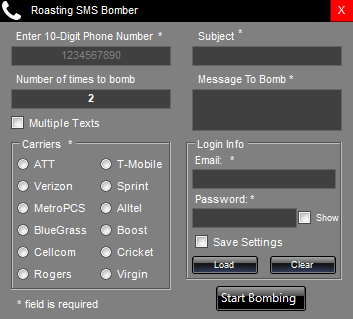 Roasting SMS Bomber X
Enter 10-Digit Phone Number *
1234567890
Subject *
Number of times to bomb
2
Message To Bomb *
Multiple Texts
Carriers *
ATT T-Mobile
Verizon Sprint
MetroPCS Alltel
BlueGrass Boost
Cellcom Cricket
Rogers Virgin
Login Info
Email: *
Password: *
Show
Save Settings
Load Clear
* field is required
Start Bombing